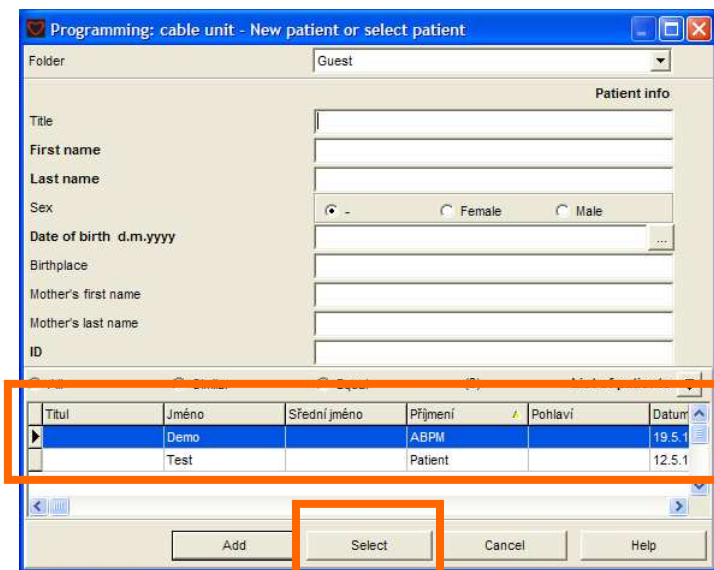 Programming: cable unit - New patient or select patient
Folder Guest
Patient info
Title
First name
Last name
Sex - Female Male
Date of birth d.m.yyyy ...
Birthplace
Mother's first name
Mother's last name
ID
Titul Jméno Střední jméno Příjmení Pohlaví Datum
Demo ABPM 19.5.1
Test Patient 12.5.1
Add Select Cancel Help